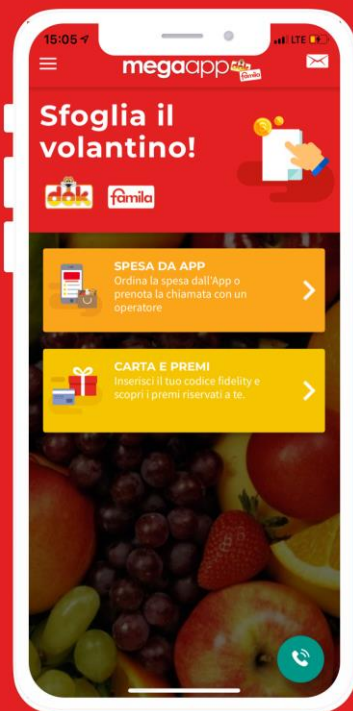 15:05
LTE
megaapp
famila
Sfoglia il
volantino!
dok
famila
SPESA DA APP
Ordina la spesa dall'App o
prenota la chiamata con un
operatore
CARTA E PREMI
Inserisci il tuo codice fidelity e
scopri i premi riservati a te.